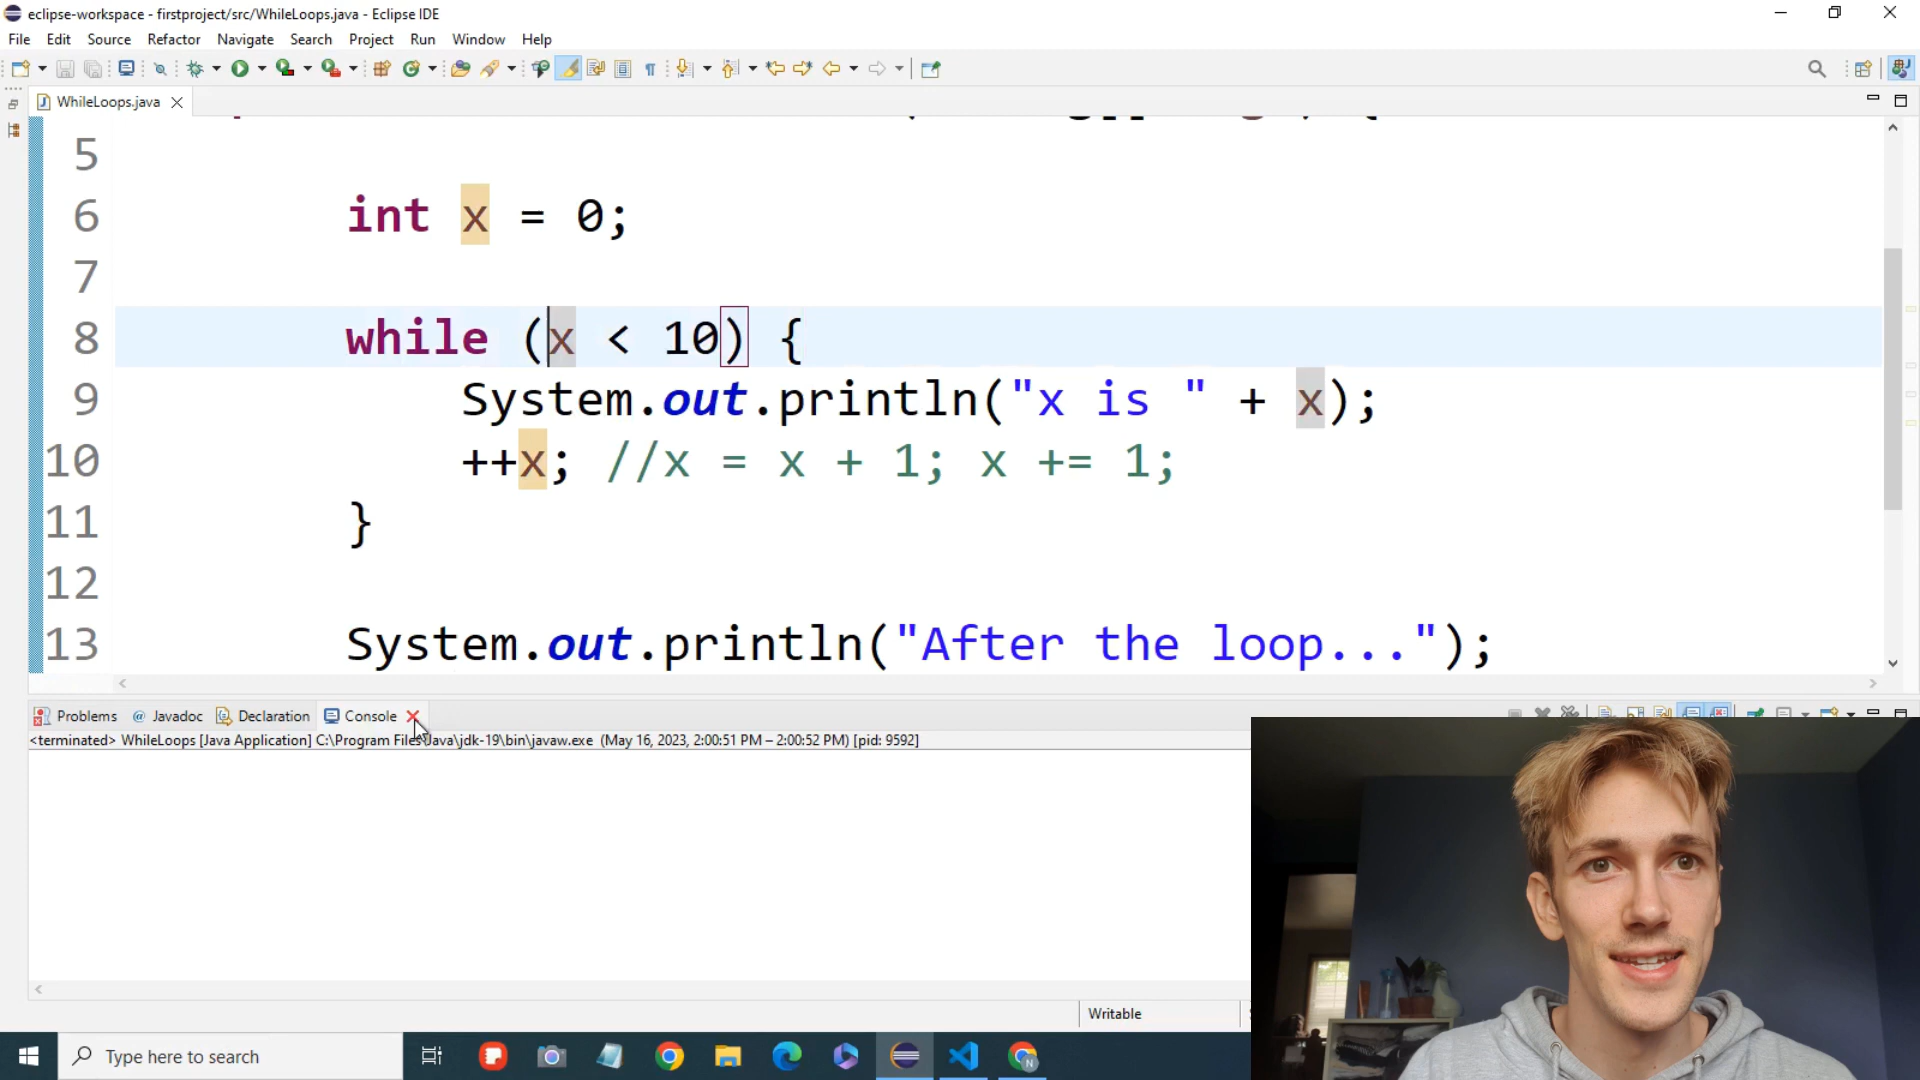 eclipse-workspace - firstproject/src/WhileLoops.java - Eclipse IDE
File Edit Source Refactor Navigate Search Project Run Window Help
WhileLoops.java
5
6 int x = 0;
7
8 while (x < 10) {
9 System.out.println("x is " + x);
10 ++x; //x = x + 1; x += 1;
11 }
12
13 System.out.println("After the loop...");
Problems @ Javadoc Declaration Console
<terminated> WhileLoops [Java Application] C:\Program Files\Java\jdk-19\bin\javaw.exe (May 16, 2023, 2:00:51 PM – 2:00:52 PM) [pid: 9592]
Writable
Type here to search